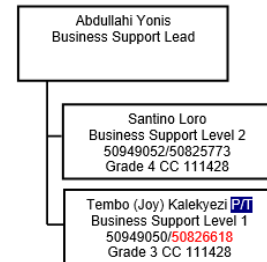 Abdullahi Yonis
Business Support Lead
Santino Loro
Business Support Level 2
50949052/50825773
Grade 4 CC 111428
Tembo (Joy) Kalekyezi P/T
Business Support Level 1
50949050/50826618
Grade 3 CC 111428